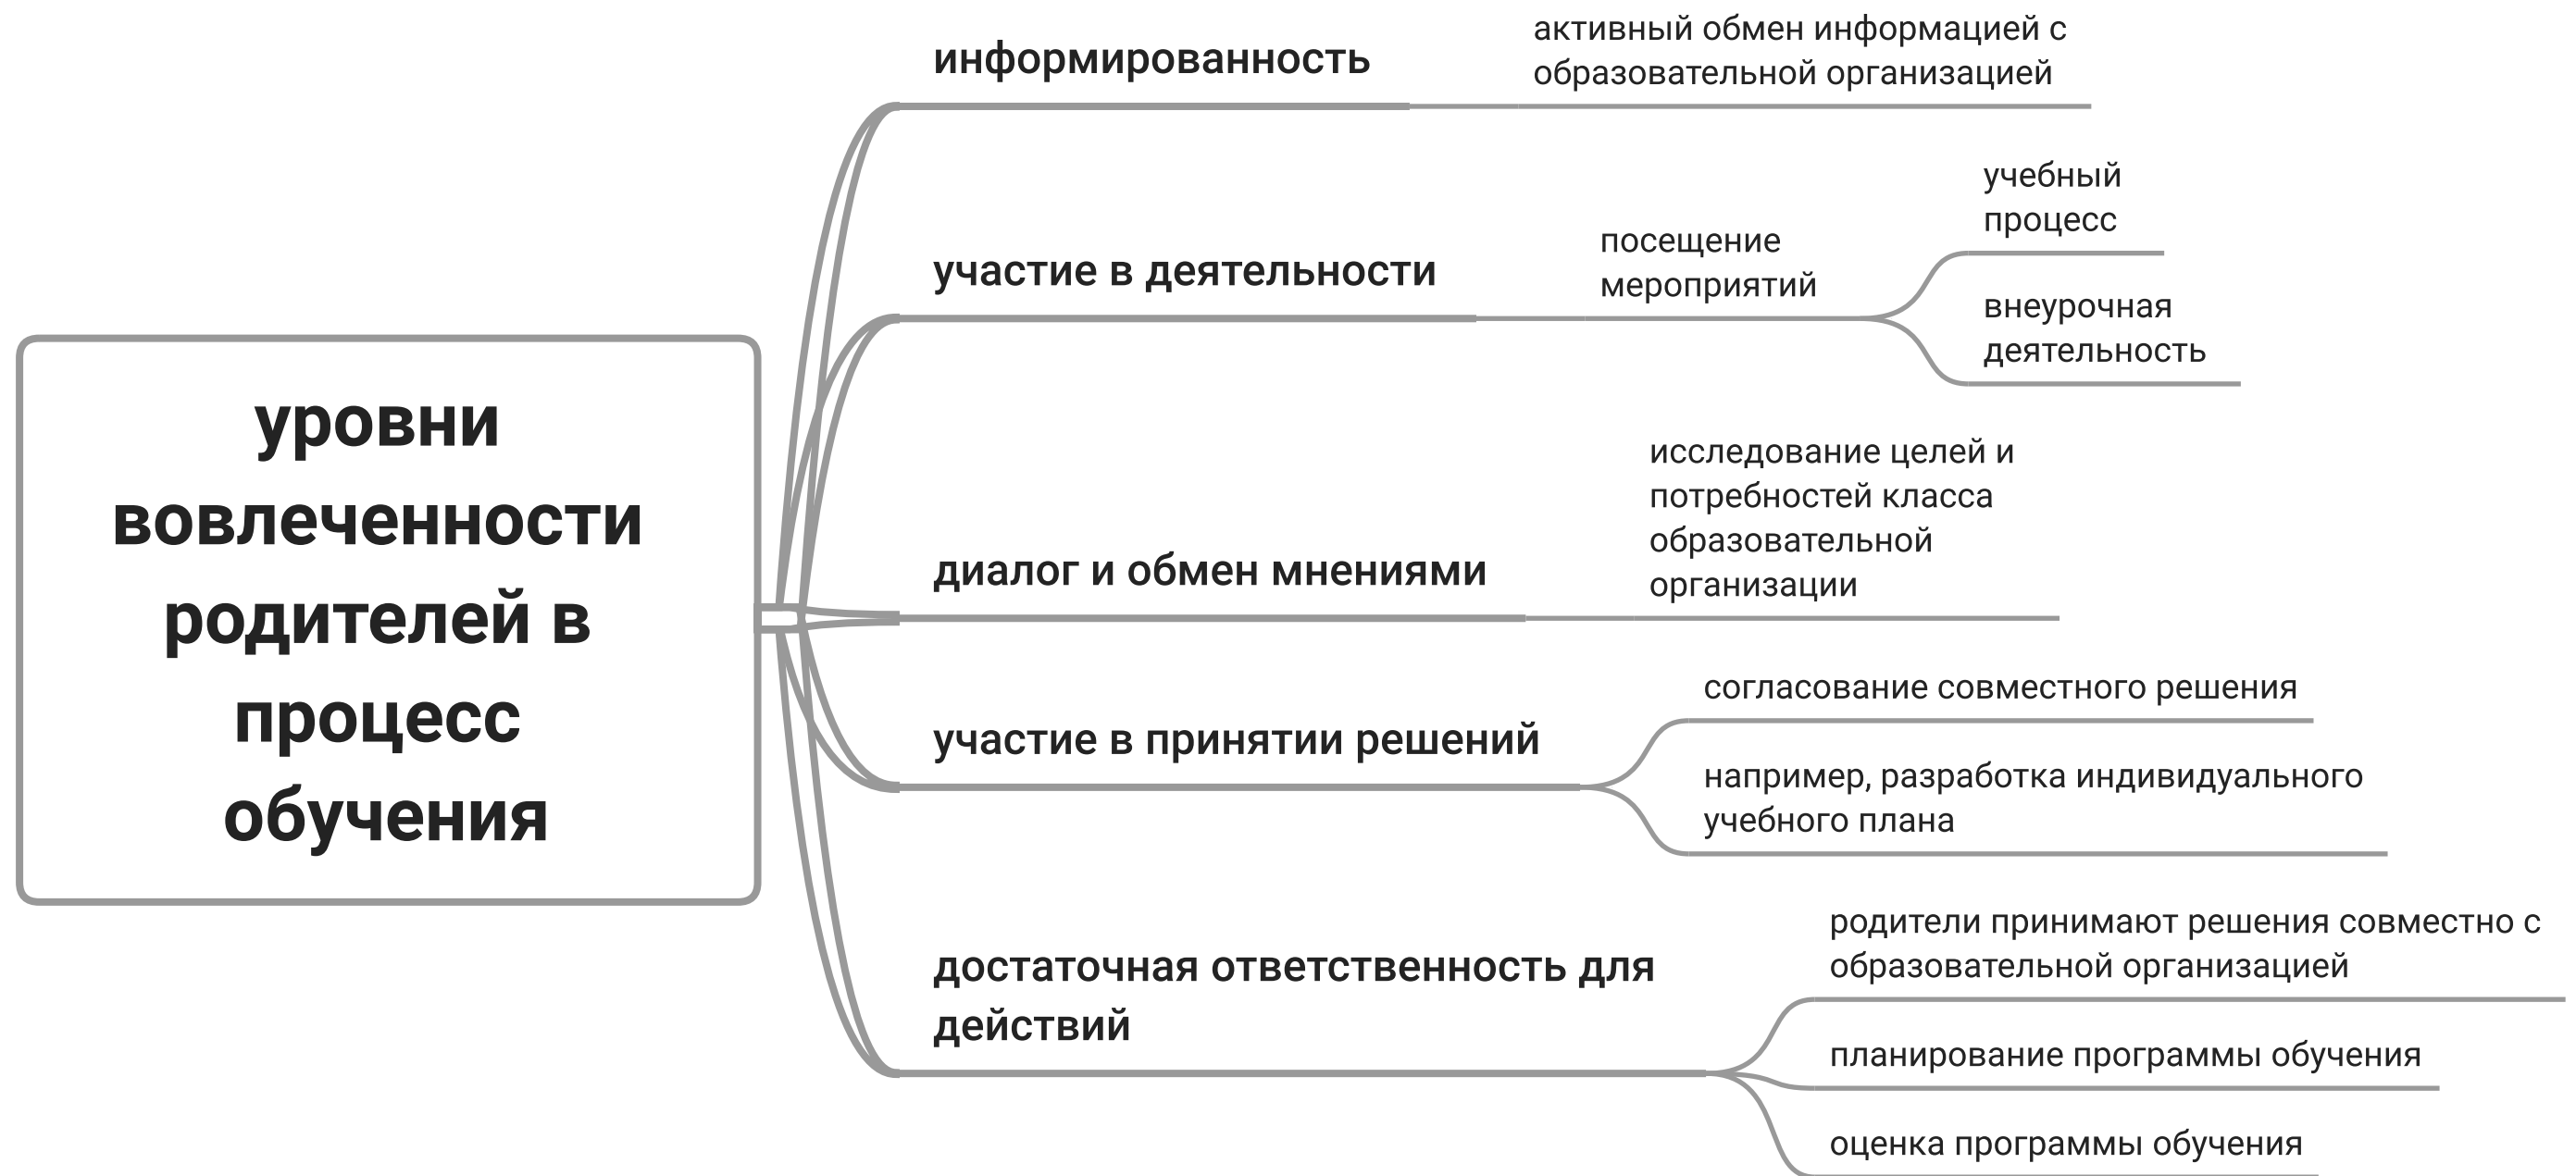 уровни
вовлеченности
родителей в
процесс
обучения
информированность
активный обмен информацией с
образовательной организацией
участие в деятельности
посещение
мероприятий
учебный
процесс
внеурочная
деятельность
диалог и обмен мнениями
исследование целей и
потребностей класса
образовательной
организации
участие в принятии решений
согласование совместного решения
например, разработка индивидуального
учебного плана
достаточная ответственность для
действий
родители принимают решения совместно с
образовательной организацией
планирование программы обучения
оценка программы обучения